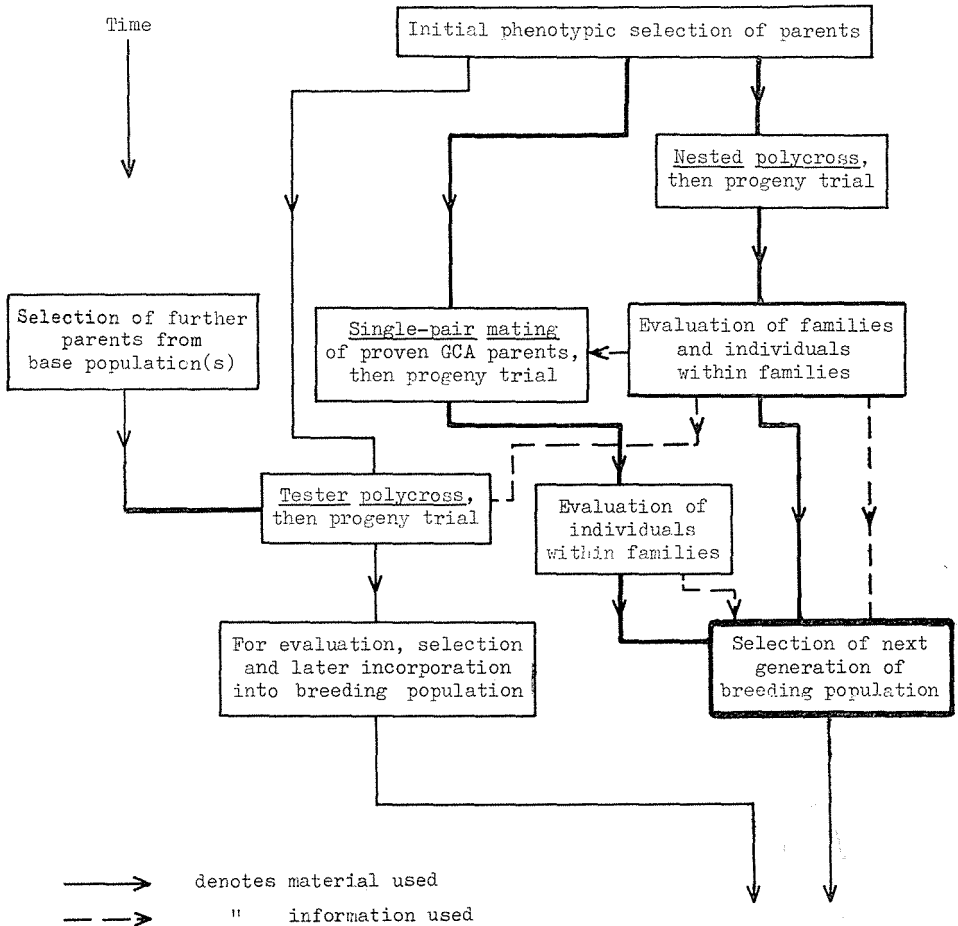 Time
Initial phenotypic selection of parents
Nested polycross,
then progeny trial
Selection of further
parents from
base population(s)
Single-pair mating
of proven GCA parents,
then progeny trial
Evaluation of families
and individuals
within families
Tester polycross,
then progeny trial
Evaluation of
individuals
within families
For evaluation, selection
and later incorporation
into breeding population
Selection of next
generation of
breeding population
denotes material used
" information used